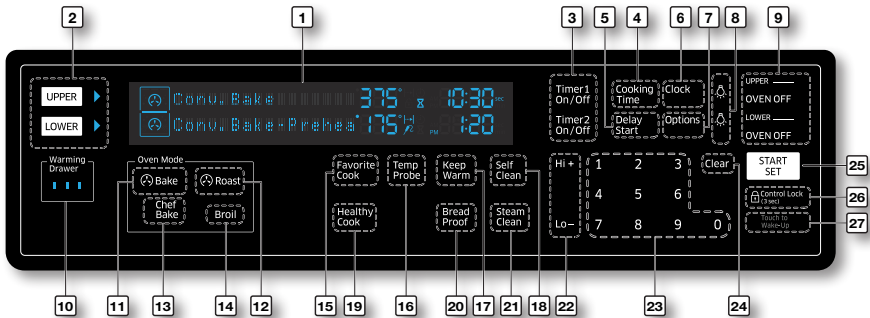 2 1 3 5 4 6 7 8 9
UPPER
LOWER
Conv. Bake 375° 10:30 sec
Conv. Bake-Prehea 175° PM 1:20
Timer1
On/Off
Timer2
On/Off
Cooking
Time
Delay
Start
Clock
Options
UPPER
OVEN OFF
LOWER
OVEN OFF
Warming
Drawer
Oven Mode
Bake
Roast
Chef
Bake
Broil
Favorite
Cook
Temp
Probe
Keep
Warm
Self
Clean
Healthy
Cook
Bread
Proof
Steam
Clean
Hi +
Lo−
1 2 3
4 5 6
7 8 9 0
Clear
START
SET
Control Lock
(3 sec)
Touch to
Wake-Up
25
26
27
10 11 13 14 12 15 19 16 20 17 21 18 22 23 24